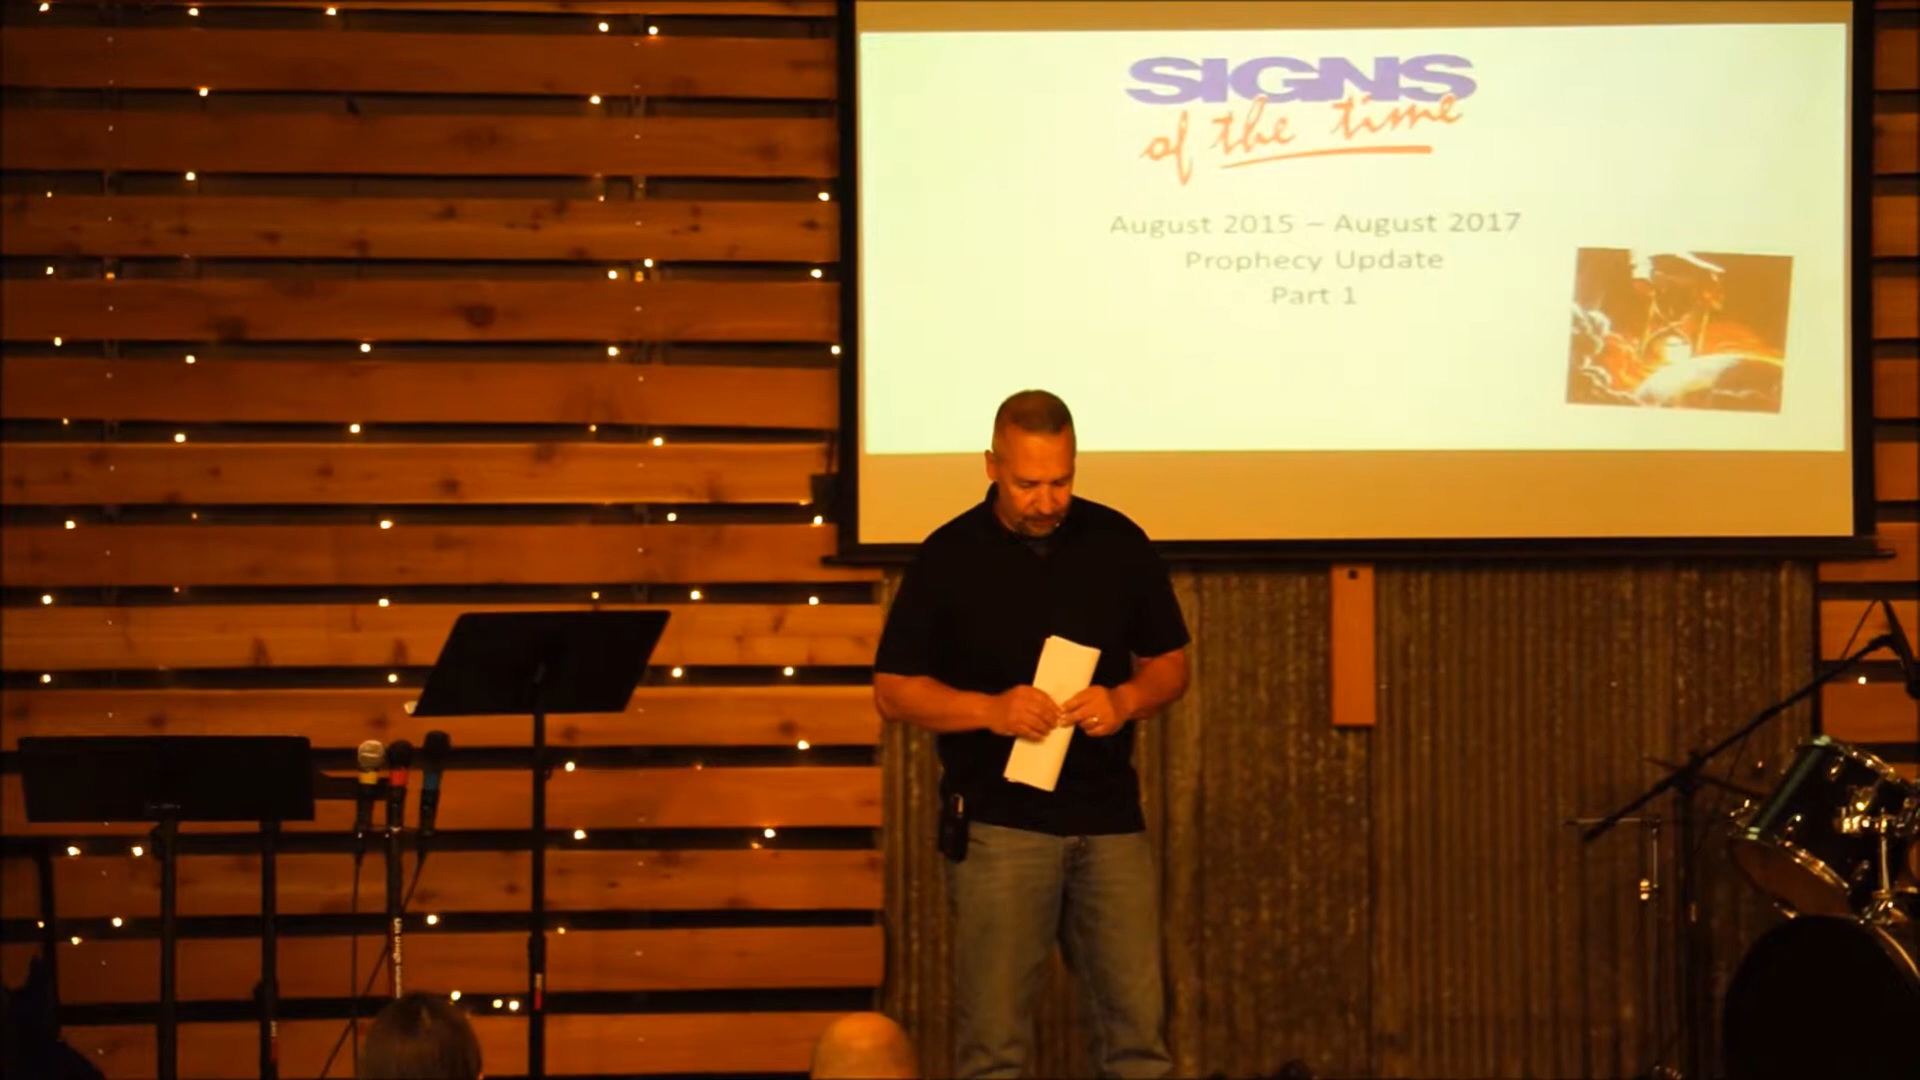 SIGNS
of the time
August 2015 – August 2017
Prophecy Update
Part 1